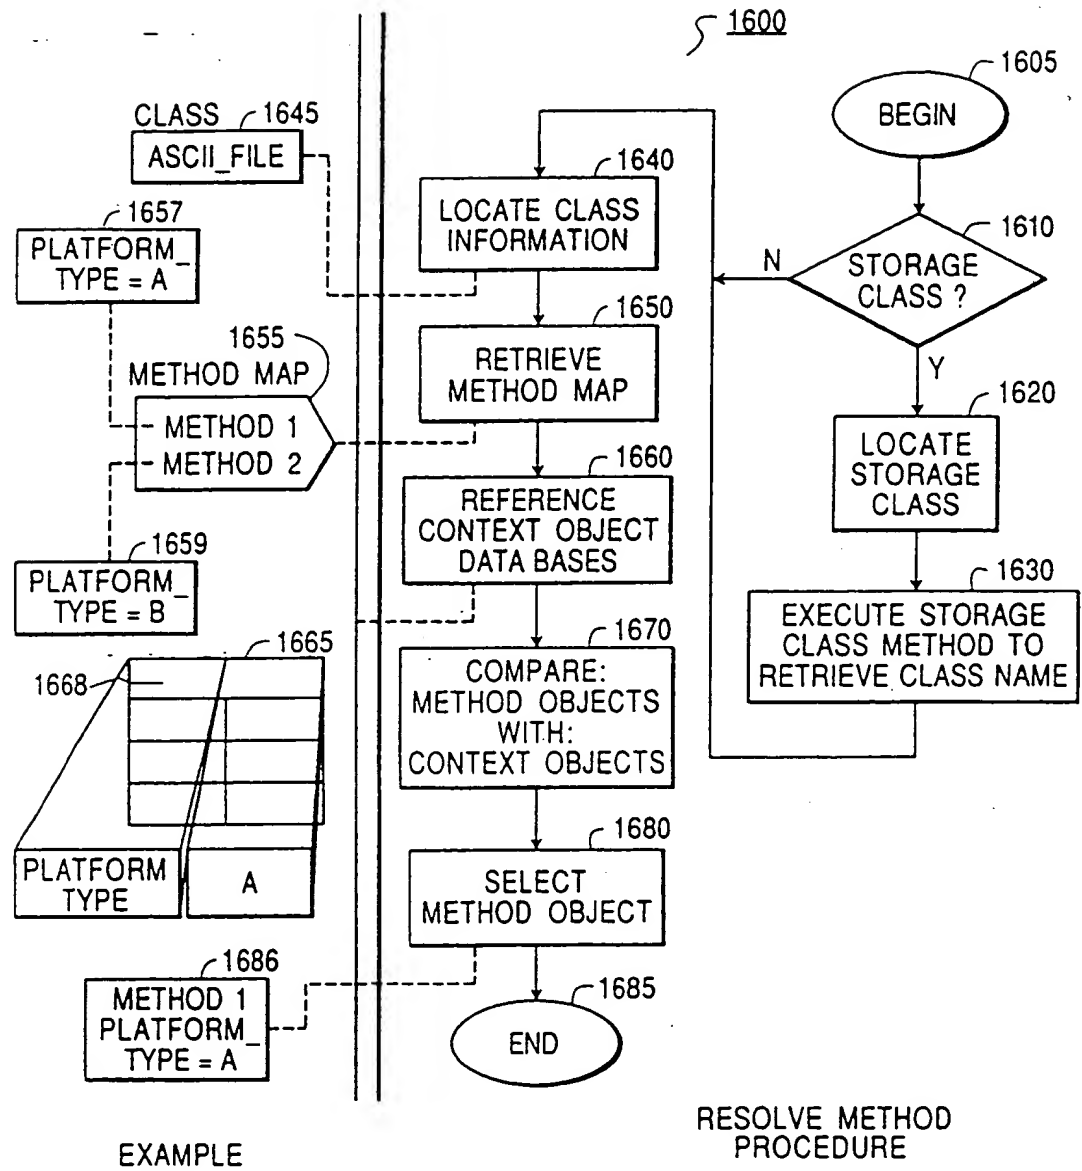 1600
1605
BEGIN
1610
STORAGE
CLASS ?
N
Y
1620
LOCATE
STORAGE
CLASS
1630
EXECUTE STORAGE
CLASS METHOD TO
RETRIEVE CLASS NAME
1640
LOCATE CLASS
INFORMATION
1650
RETRIEVE
METHOD MAP
1660
REFERENCE
CONTEXT OBJECT
DATA BASES
1670
COMPARE:
METHOD OBJECTS
WITH:
CONTEXT OBJECTS
1680
SELECT
METHOD OBJECT
1685
END
CLASS
1645
ASCII_FILE
1657
PLATFORM_
TYPE = A
1655
METHOD MAP
METHOD 1
METHOD 2
1659
PLATFORM_
TYPE = B
1665
1668
PLATFORM
TYPE
A
1686
METHOD 1
PLATFORM_
TYPE = A
EXAMPLE
RESOLVE METHOD
PROCEDURE